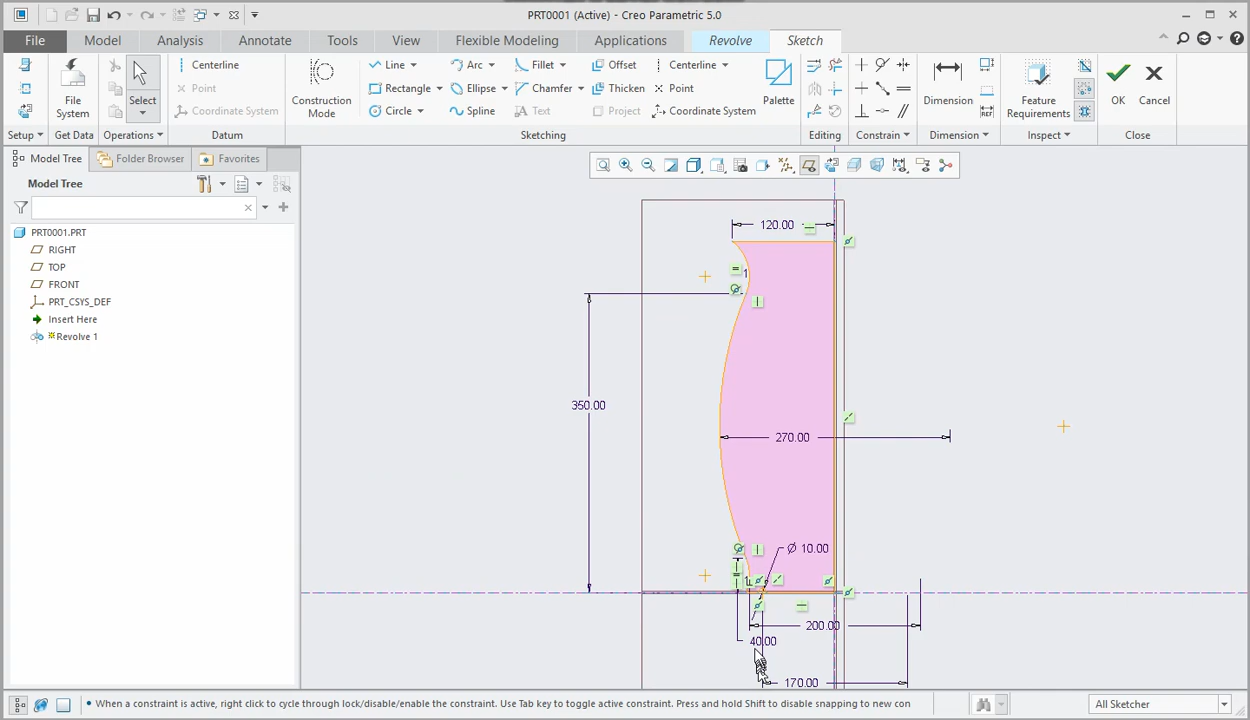 PRT0001 (Active) - Creo Parametric 5.0
File Model Analysis Annotate Tools View Flexible Modeling Applications Revolve Sketch
File System
Select
Centerline
Point
Coordinate System
Construction Mode
Line Arc Fillet Offset Centerline
Rectangle Ellipse Chamfer Thicken Point
Circle Spline Text Project Coordinate System
Palette
Dimension
Feature Requirements
OK Cancel
Setup Get Data Operations Datum Sketching Editing Constrain Dimension Inspect Close
Model Tree Folder Browser Favorites
Model Tree
PRT0001.PRT
RIGHT
TOP
FRONT
PRT_CSYS_DEF
Insert Here
Revolve 1
120.00
1
350.00
270.00
Ø 10.00
1
200.00
40.00
170.00
• When a constraint is active, right click to cycle through lock/disable/enable the constraint. Use Tab key to toggle active constraint. Press and hold Shift to disable snapping to new con
All Sketcher